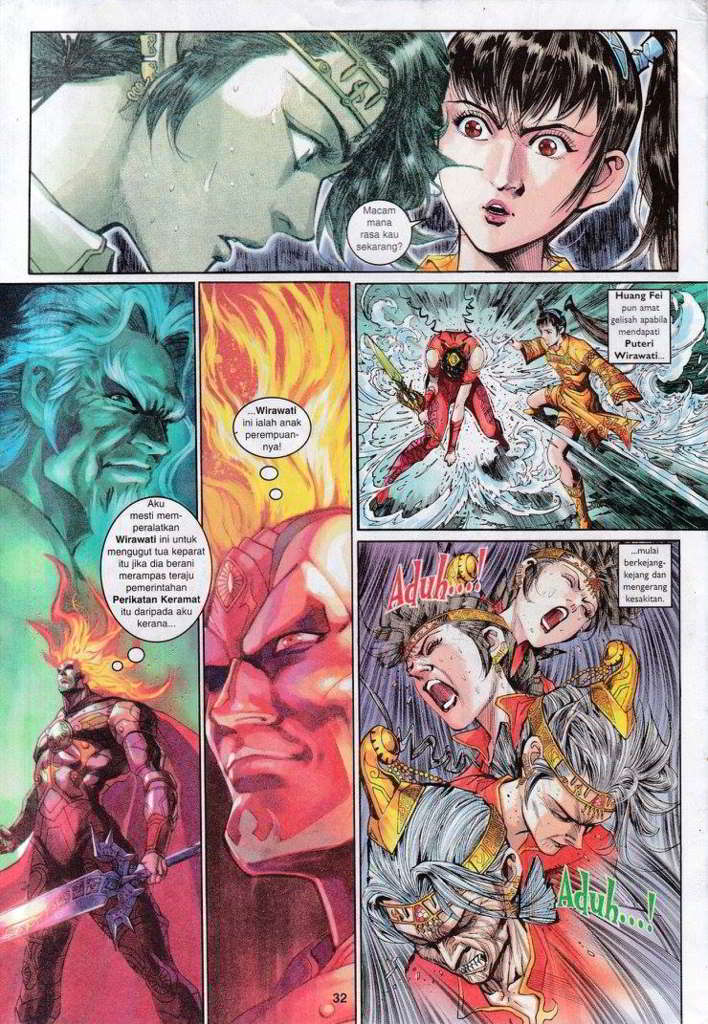 32
Macam
mana
rasa kau
sekarang?
Aku
mesti mem-
peralatkan
Wirawati ini untuk
mengugut tua keparat
itu jika dia berani
merampas teraju
pemerintahan
Perikatan Keramat
itu daripada aku
kerana...
...Wirawati
ini ialah anak
perempuan-
nya!
Huang Fei
pun amat
gelisah apabila
mendapati
Puteri
Wirawati...
...mulai
berkejang-
kejang dan
mengerang
kesakitan.
Aduh...!
Aduh...!
32